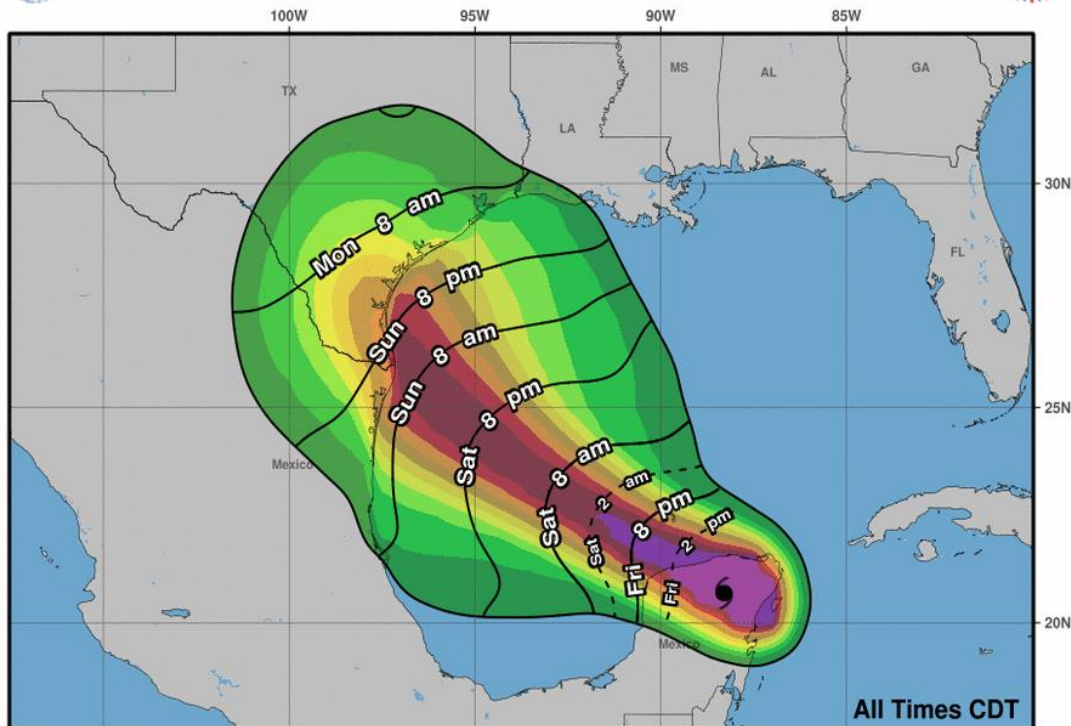 100W 95W 90W 85W
MS AL GA
TX
LA
30N
Mon 8 am
FL
Sun 8 pm
Sun 8 am
25N
Sat 8 pm
Mexico
Sat 8 am
Sat 2 am
Fri 8 pm
Fri 2 pm
20N
Mexico
All Times CDT